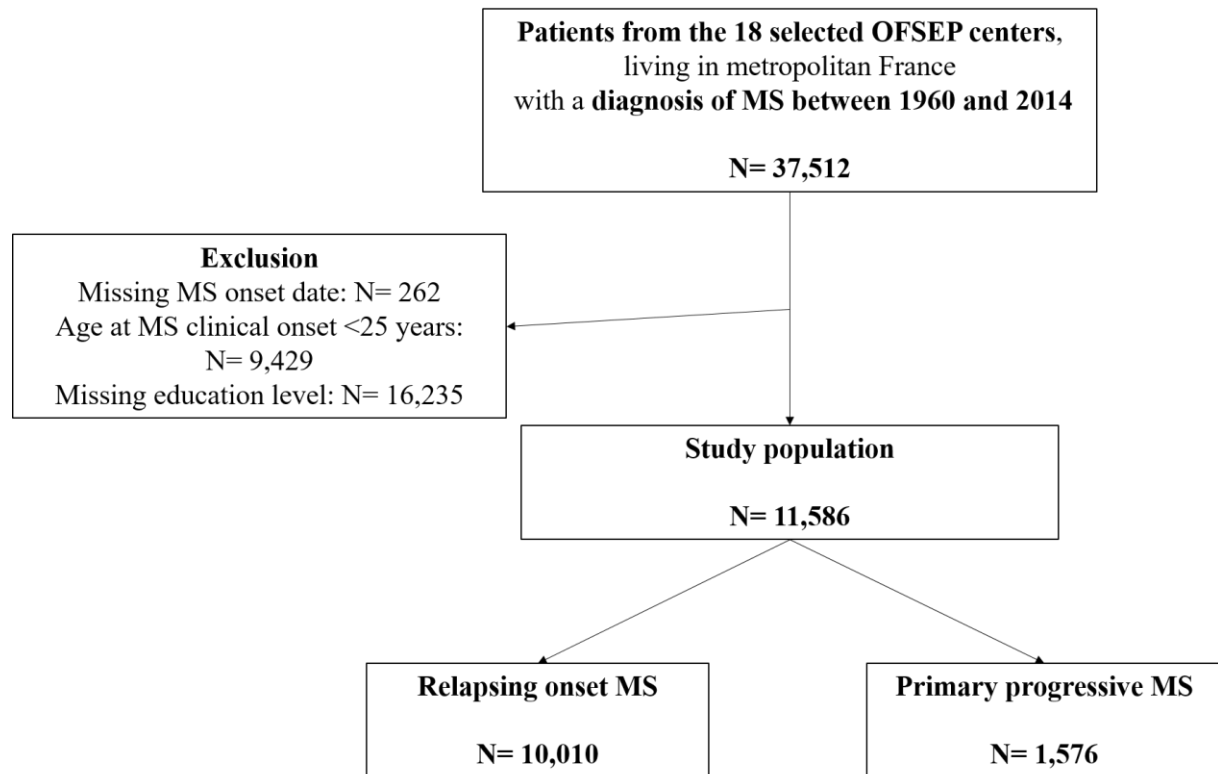 Patients from the 18 selected OFSEP centers,
living in metropolitan France
with a diagnosis of MS between 1960 and 2014
N= 37,512
Exclusion
Missing MS onset date: N= 262
Age at MS clinical onset <25 years:
N= 9,429
Missing education level: N= 16,235
Study population
N= 11,586
Relapsing onset MS
N= 10,010
Primary progressive MS
N= 1,576